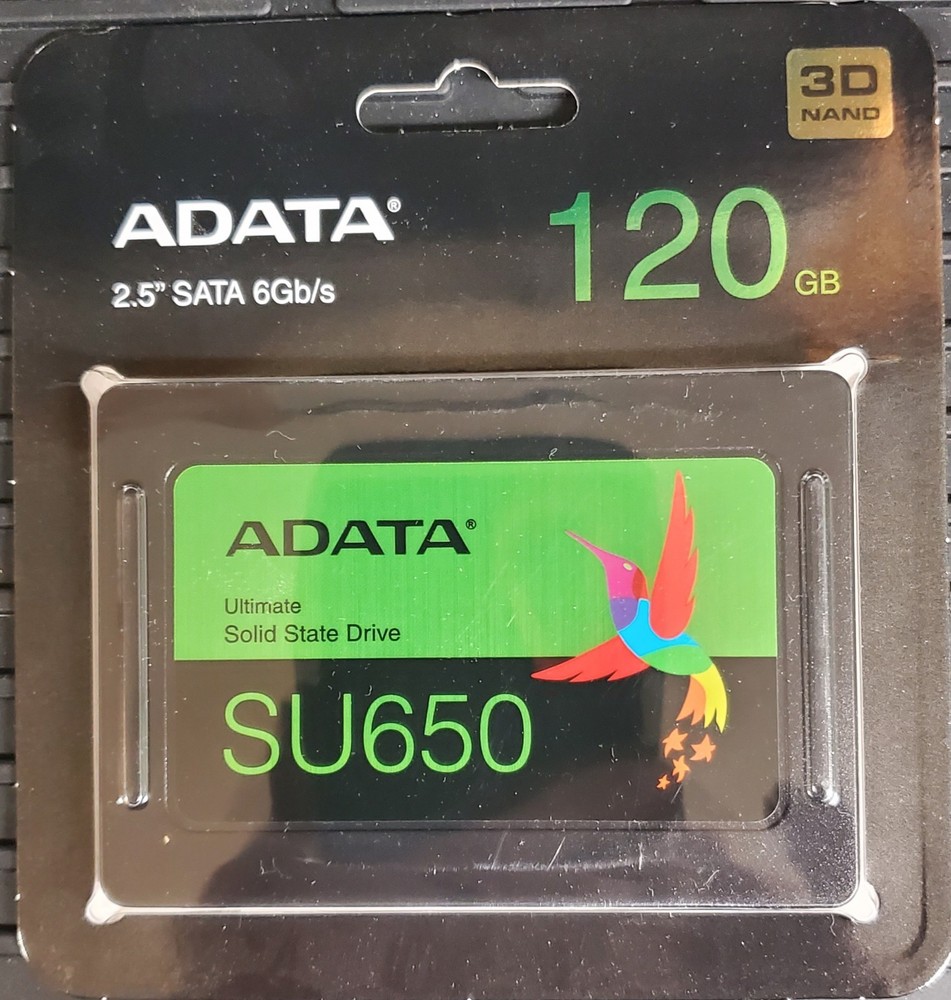 3D
NAND
ADATA®
120 GB
2.5” SATA 6Gb/s
ADATA®
Ultimate
Solid State Drive
SU650